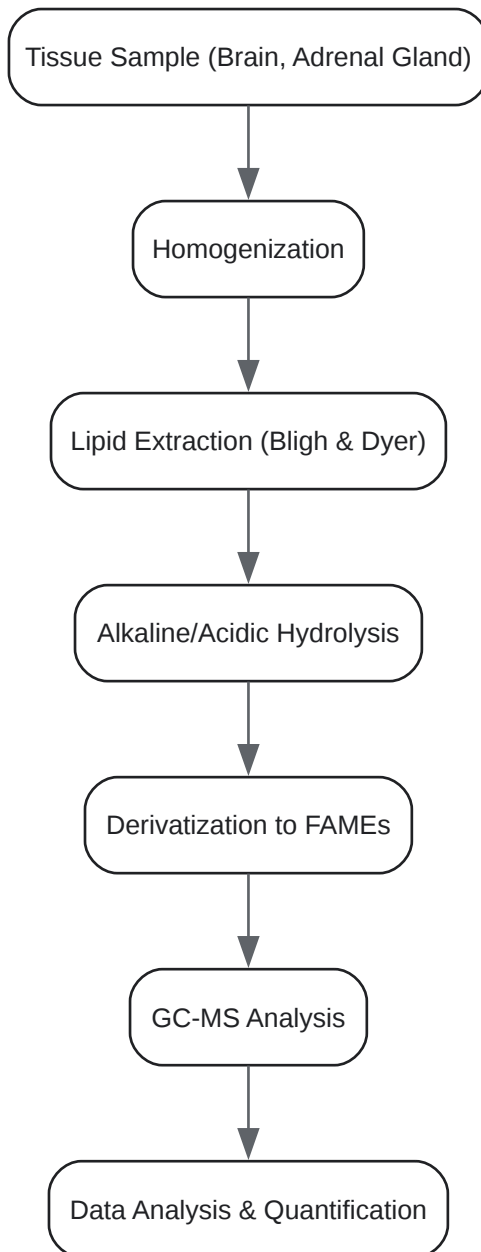 Tissue Sample (Brain, Adrenal Gland)
Homogenization
Lipid Extraction (Bligh & Dyer)
Alkaline/Acidic Hydrolysis
Derivatization to FAMEs
GC-MS Analysis
Data Analysis & Quantification